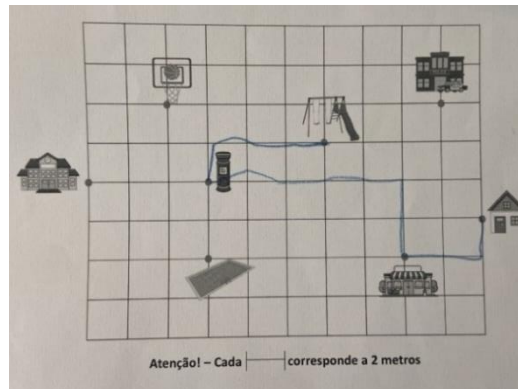 Atenção! – Cada |———| corresponde a 2 metros